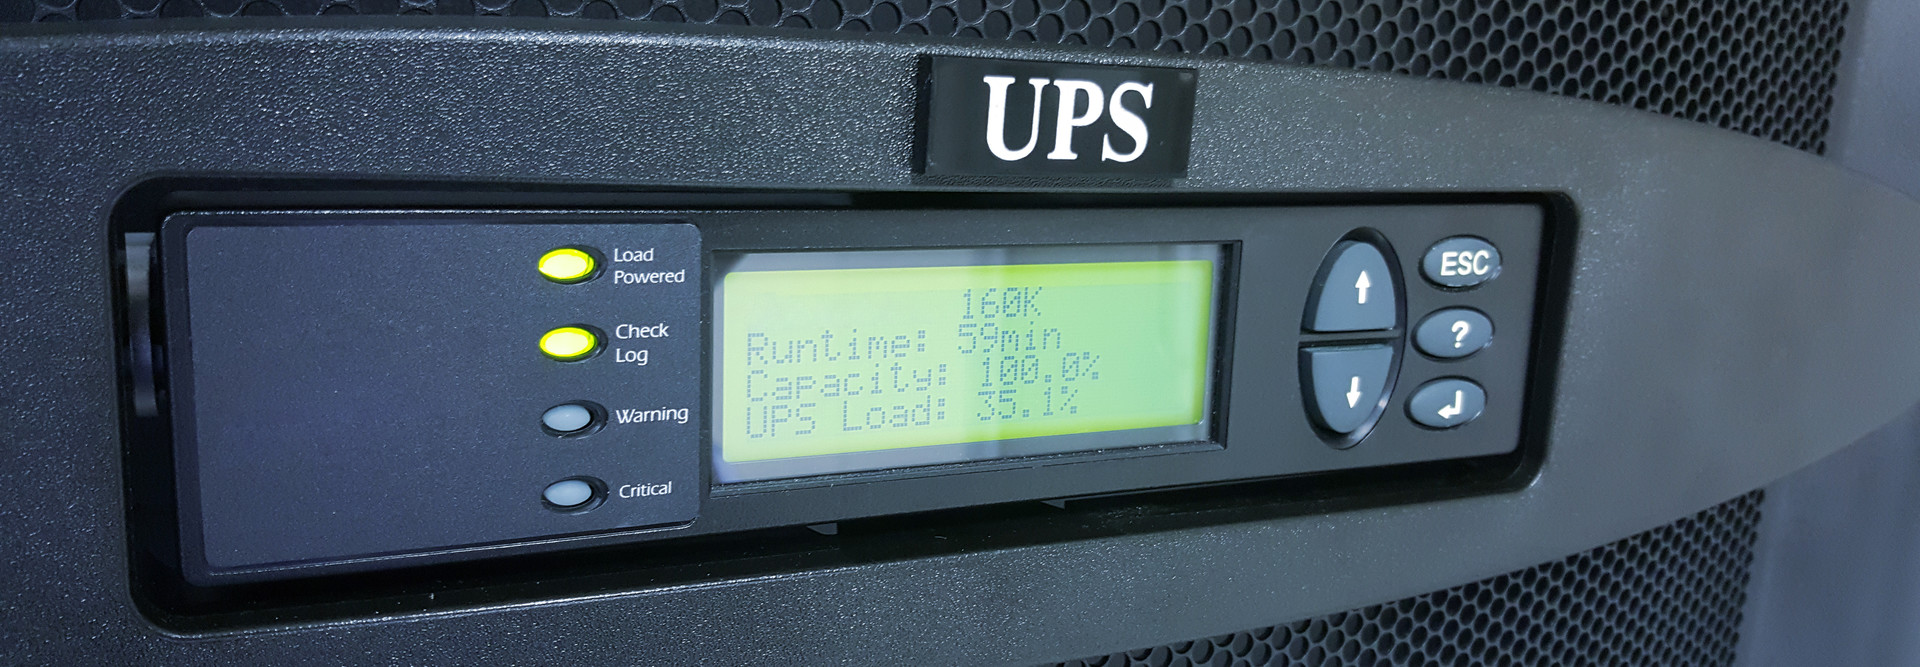 UPS
Load
Powered
Check
Log
Warning
Critical
160K
Runtime: 59min
Capacity: 100.0%
UPS Load: 35.1%
ESC
?